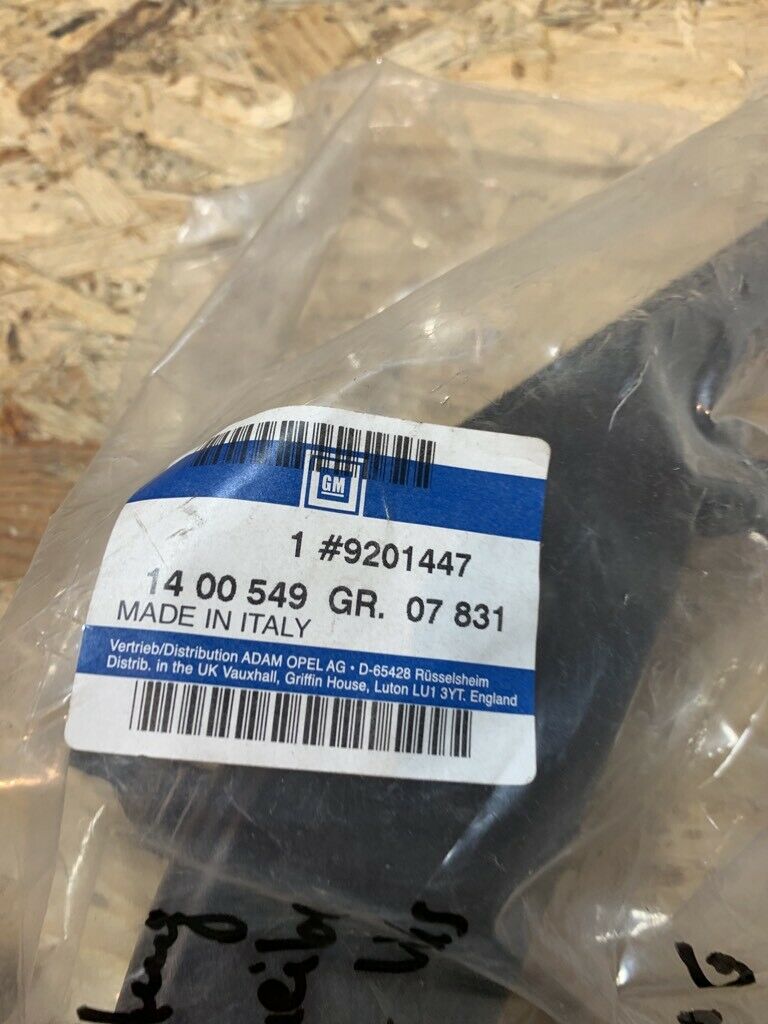 GM
1 #9201447
14 00 549 GR. 07 831
MADE IN ITALY
Vertrieb/Distribution ADAM OPEL AG • D-65428 Rüsselsheim
Distrib. in the UK Vauxhall, Griffin House, Luton LU1 3YT. England